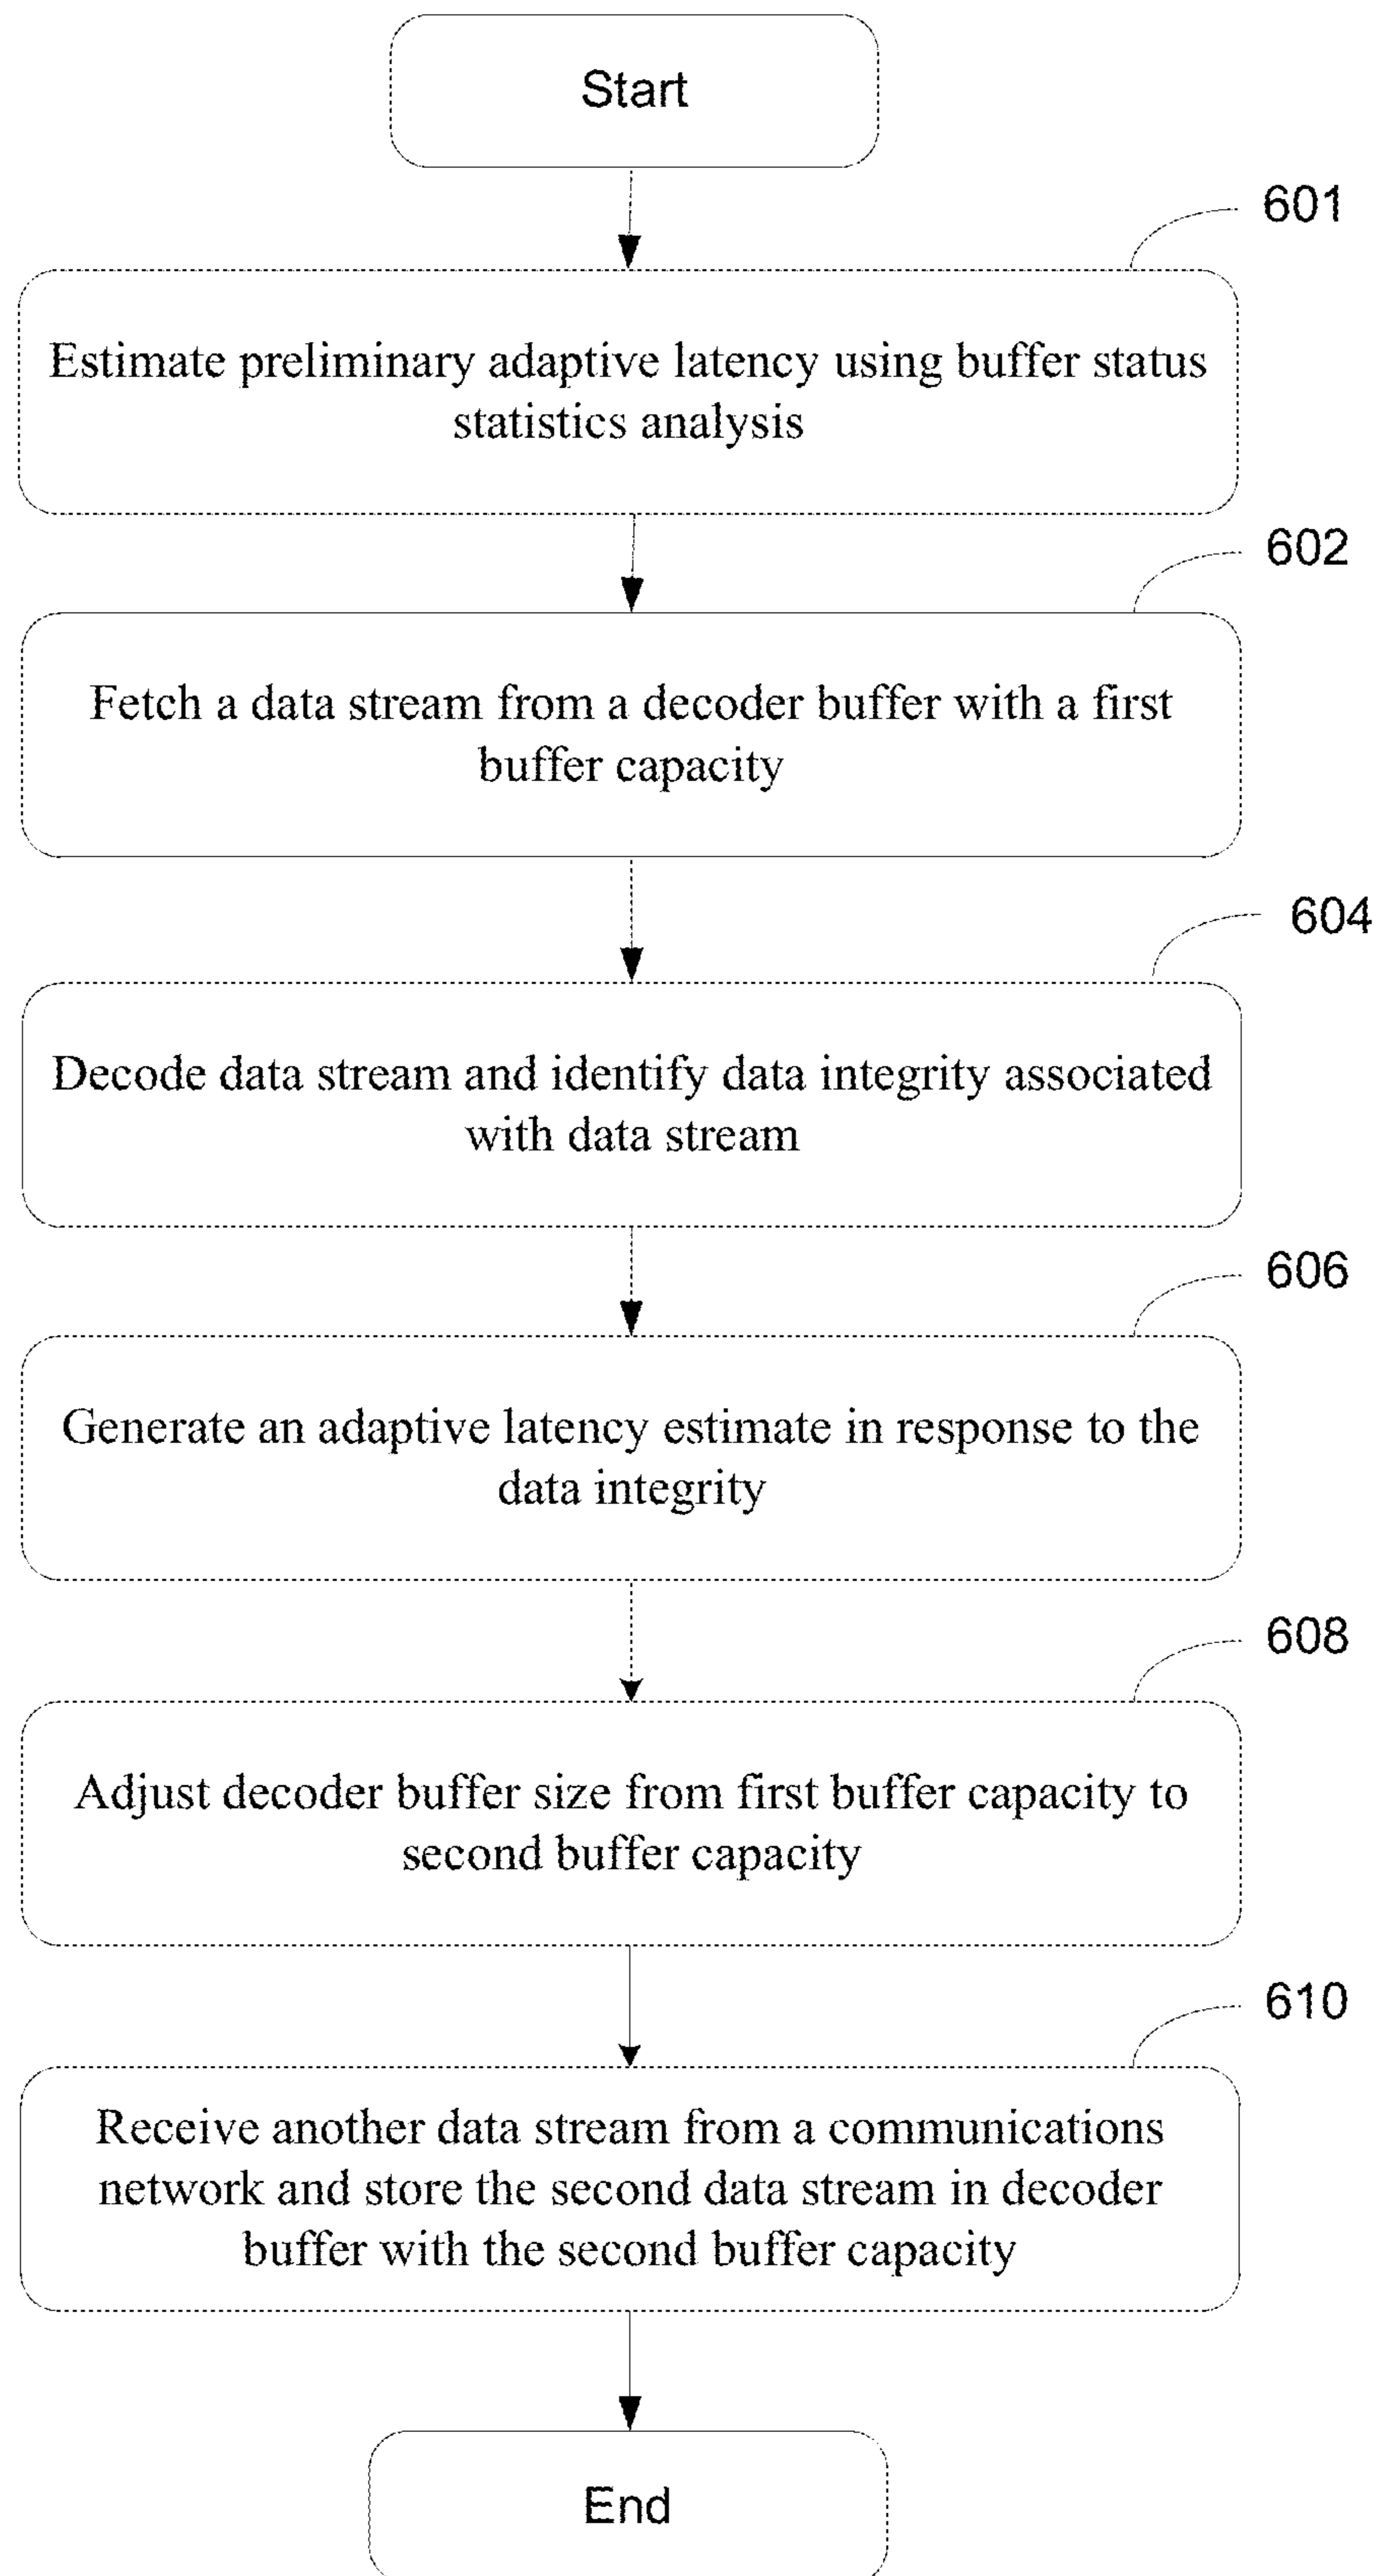 Start
601
Estimate preliminary adaptive latency using buffer status
statistics analysis
602
Fetch a data stream from a decoder buffer with a first
buffer capacity
604
Decode data stream and identify data integrity associated
with data stream
606
Generate an adaptive latency estimate in response to the
data integrity
608
Adjust decoder buffer size from first buffer capacity to
second buffer capacity
610
Receive another data stream from a communications
network and store the second data stream in decoder
buffer with the second buffer capacity
End